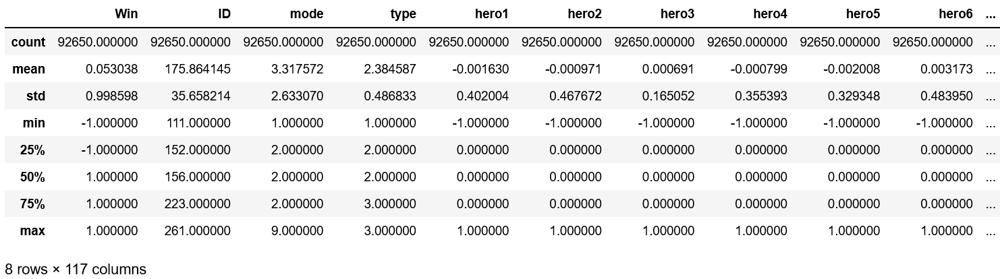 Win ID mode type hero1 hero2 hero3 hero4 hero5 hero6 ...
count 92650.000000 92650.000000 92650.000000 92650.000000 92650.000000 92650.000000 92650.000000 92650.000000 92650.000000 92650.000000 ...
mean 0.053038 175.864145 3.317572 2.384587 -0.001630 -0.000971 0.000691 -0.000799 -0.002008 0.003173 ...
std 0.998598 35.658214 2.633070 0.486833 0.402004 0.467672 0.165052 0.355393 0.329348 0.483950 ...
min -1.000000 111.000000 1.000000 1.000000 -1.000000 -1.000000 -1.000000 -1.000000 -1.000000 -1.000000 ...
25% -1.000000 152.000000 2.000000 2.000000 0.000000 0.000000 0.000000 0.000000 0.000000 0.000000 ...
50% 1.000000 156.000000 2.000000 2.000000 0.000000 0.000000 0.000000 0.000000 0.000000 0.000000 ...
75% 1.000000 223.000000 2.000000 3.000000 0.000000 0.000000 0.000000 0.000000 0.000000 0.000000 ...
max 1.000000 261.000000 9.000000 3.000000 1.000000 1.000000 1.000000 1.000000 1.000000 1.000000 ...
8 rows × 117 columns